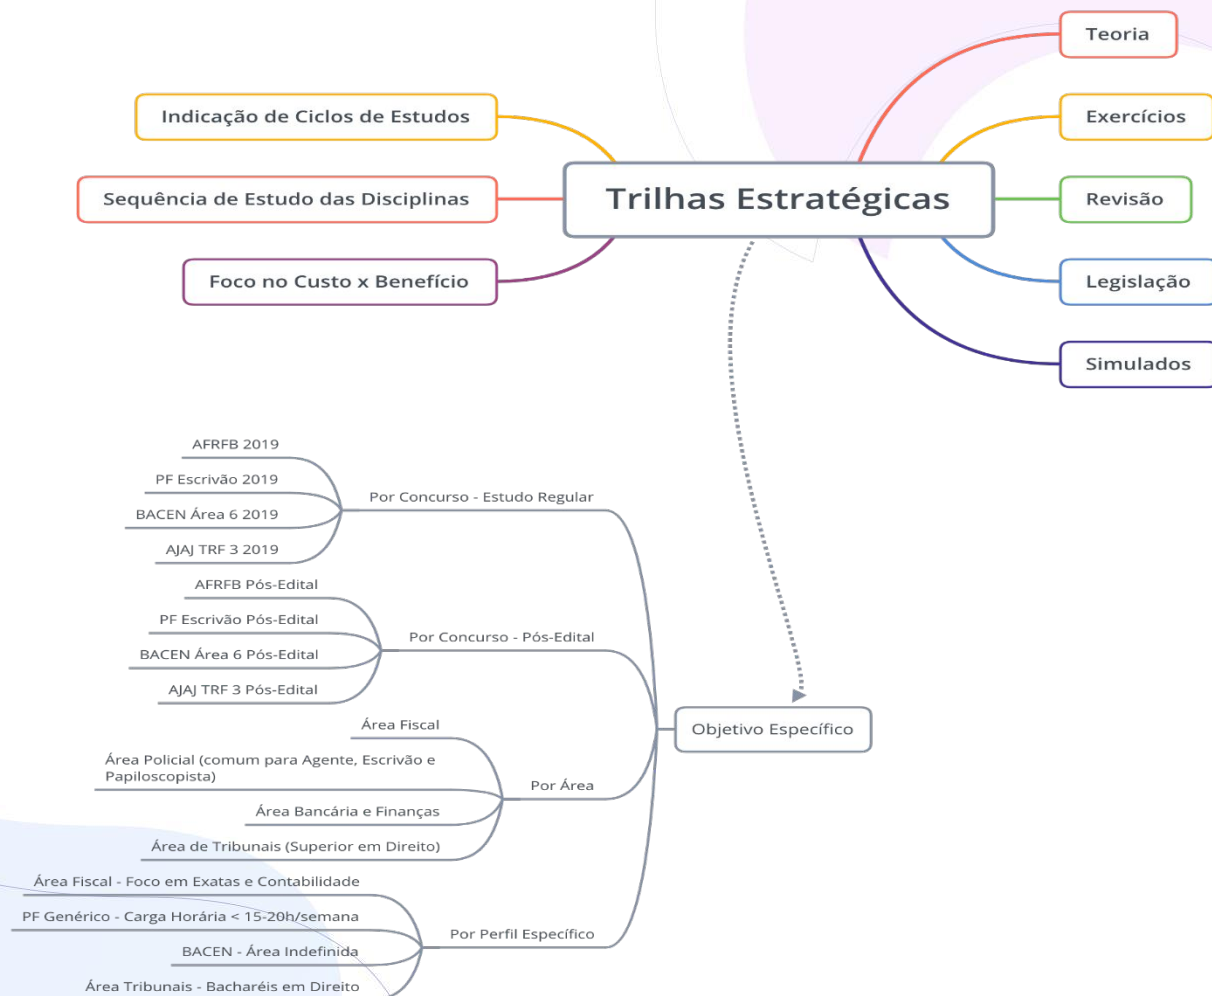 Teoria
Indicação de Ciclos de Estudos
Exercícios
Sequência de Estudo das Disciplinas
Trilhas Estratégicas
Revisão
Foco no Custo x Benefício
Legislação
Simulados
AFRFB 2019
PF Escrivão 2019
BACEN Área 6 2019
AJAJ TRF 3 2019
Por Concurso - Estudo Regular
AFRFB Pós-Edital
PF Escrivão Pós-Edital
BACEN Área 6 Pós-Edital
AJAJ TRF 3 Pós-Edital
Por Concurso - Pós-Edital
Objetivo Específico
Área Fiscal
Área Policial (comum para Agente, Escrivão e
Papiloscopista)
Área Bancária e Finanças
Área de Tribunais (Superior em Direito)
Por Área
Área Fiscal - Foco em Exatas e Contabilidade
PF Genérico - Carga Horária < 15-20h/semana
BACEN - Área Indefinida
Área Tribunais - Bacharéis em Direito
Por Perfil Específico